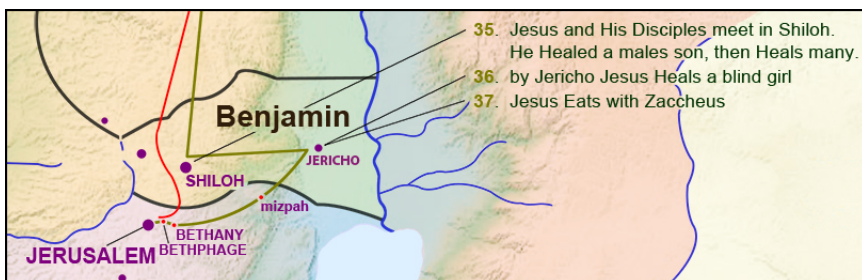 35. Jesus and His Disciples meet in Shiloh.
He Healed a males son, then Heals many.
36. by Jericho Jesus Heals a blind girl
37. Jesus Eats with Zaccheus
Benjamin
JERICHO
SHILOH
mizpah
BETHANY
BETHPHAGE
JERUSALEM